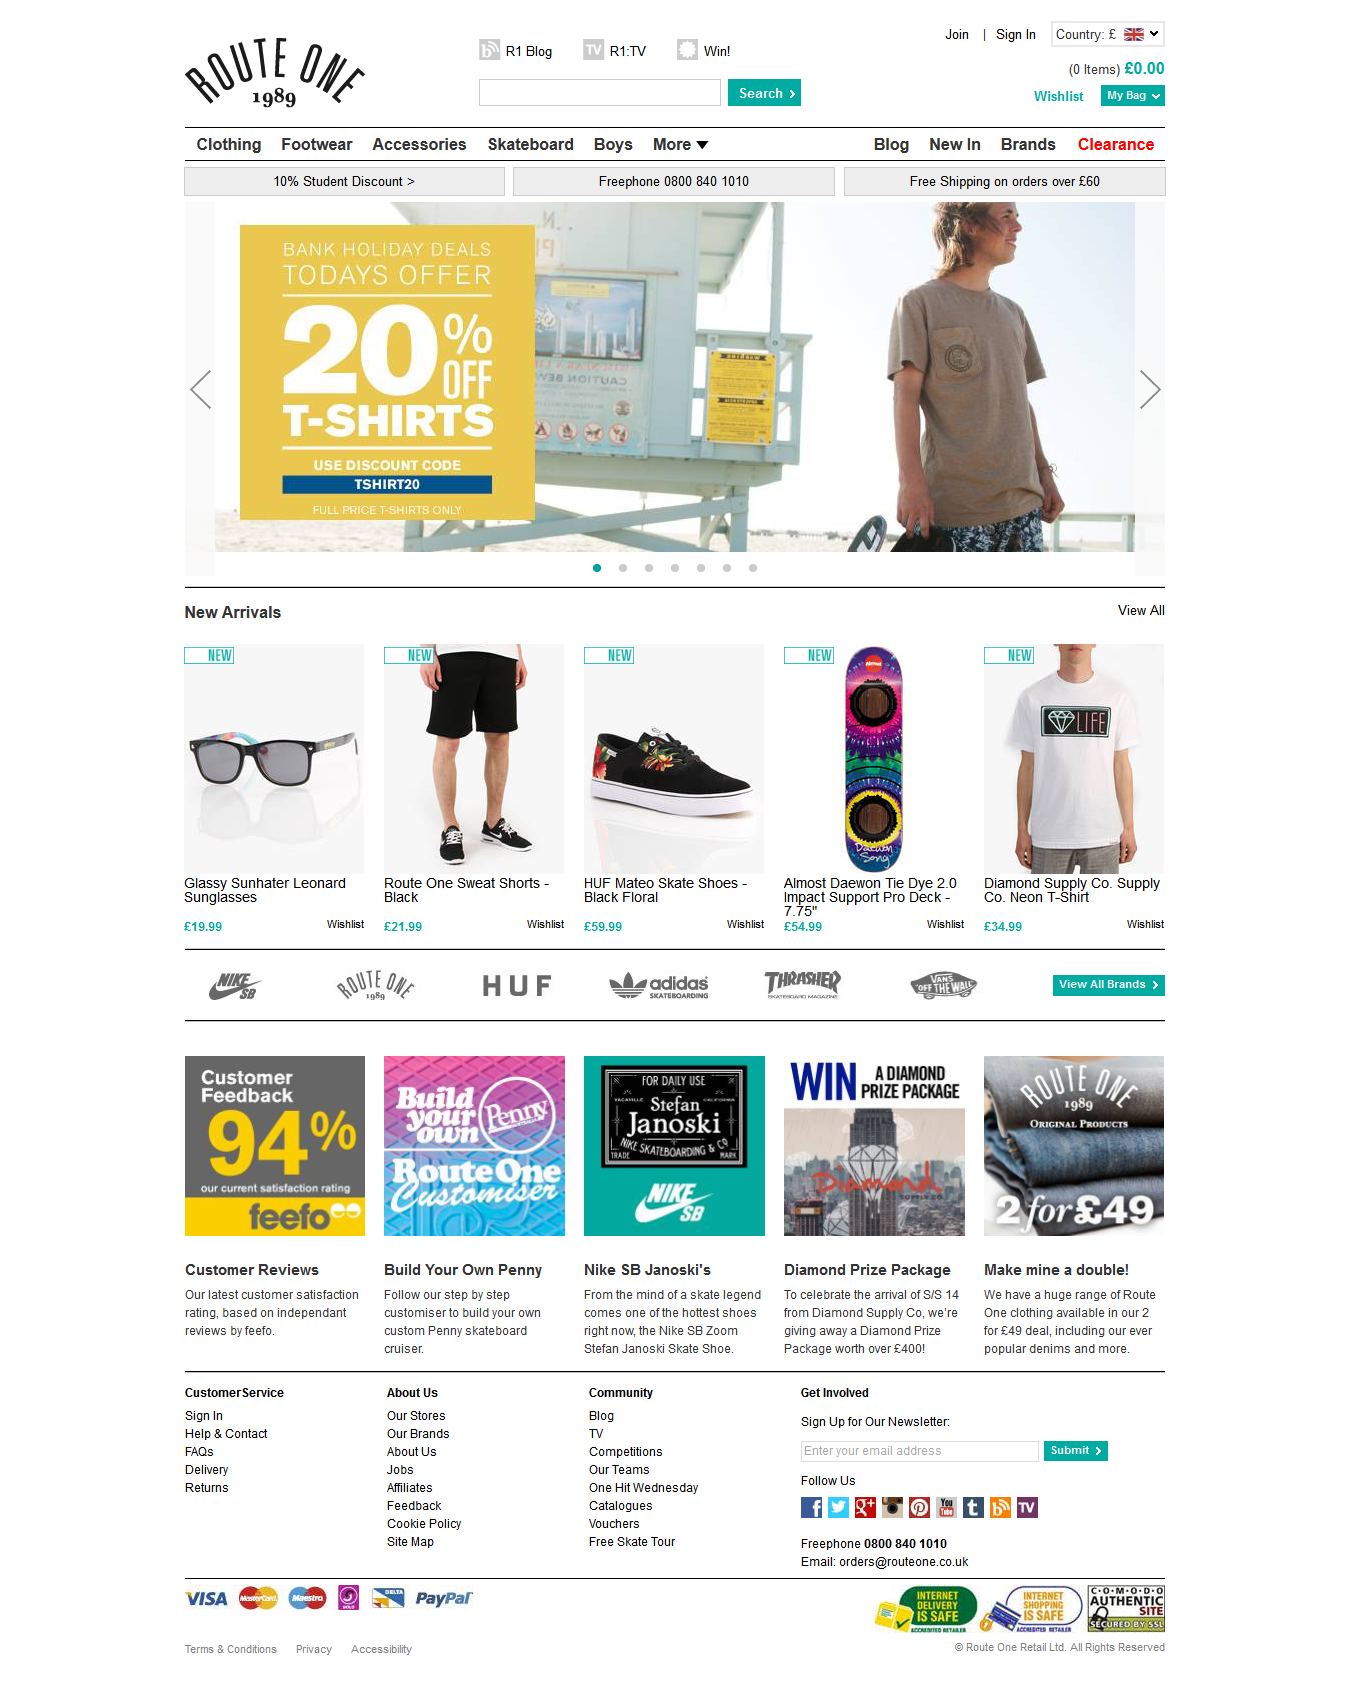 Join | Sign In
Country: £
R1 Blog
TV R1:TV
Win!
ROUTE ONE
1989
(0 Items) £0.00
Search
Wishlist
My Bag
Clothing Footwear Accessories Skateboard Boys More
Blog New In Brands Clearance
10% Student Discount >
Freephone 0800 840 1010
Free Shipping on orders over £60
BANK HOLIDAY DEALS
TODAYS OFFER
20% OFF
T-SHIRTS
USE DISCOUNT CODE
TSHIRT20
FULL PRICE T-SHIRTS ONLY
New Arrivals
View All
NEW
NEW
NEW
NEW
NEW
LIFE
Glassy Sunhater Leonard
Sunglasses
£19.99 Wishlist
Route One Sweat Shorts -
Black
£21.99 Wishlist
HUF Mateo Skate Shoes -
Black Floral
£59.99 Wishlist
Almost Daewon Tie Dye 2.0
Impact Support Pro Deck -
7.75"
£54.99 Wishlist
Diamond Supply Co. Supply
Co. Neon T-Shirt
£34.99 Wishlist
NIKE SB
ROUTE ONE 1989
HUF
adidas SKATEBOARDING
THRASHER SKATEBOARD MAGAZINE
VANS "OFF THE WALL"
View All Brands
Customer
Feedback
94%
our current satisfaction rating
feefo
Build
your
own
Penny
Route One
Customiser
FOR DAILY USE
VACAVILLE CALIFORNIA
Stefan
Janoski
NIKE SKATEBOARDING & CO
TRADE MARK
NIKE SB
WIN A DIAMOND
PRIZE PACKAGE
Diamond
SUPPLY CO
ROUTE ONE
1989
ORIGINAL PRODUCTS
2 for £49
Customer Reviews
Our latest customer satisfaction
rating, based on independant
reviews by feefo.
Build Your Own Penny
Follow our step by step
customiser to build your own
custom Penny skateboard
cruiser.
Nike SB Janoski's
From the mind of a skate legend
comes one of the hottest shoes
right now, the Nike SB Zoom
Stefan Janoski Skate Shoe.
Diamond Prize Package
To celebrate the arrival of S/S 14
from Diamond Supply Co, we're
giving away a Diamond Prize
Package worth over £400!
Make mine a double!
We have a huge range of Route
One clothing available in our 2
for £49 deal, including our ever
popular denims and more.
Customer Service
Sign In
Help & Contact
FAQs
Delivery
Returns
About Us
Our Stores
Our Brands
About Us
Jobs
Affiliates
Feedback
Cookie Policy
Site Map
Community
Blog
TV
Competitions
Our Teams
One Hit Wednesday
Catalogues
Vouchers
Free Skate Tour
Get Involved
Sign Up for Our Newsletter:
Enter your email address
Submit
Follow Us
You Tube
TV
Freephone 0800 840 1010
Email: orders@routeone.co.uk
VISA MasterCard Maestro SOLO DELTA PayPal
INTERNET
DELIVERY
IS SAFE
ACCREDITED RETAILER
INTERNET
SHOPPING
IS SAFE
ACCREDITED RETAILER
COMODO
AUTHENTIC
SITE
SECURED BY SSL
Terms & Conditions Privacy Accessibility
© Route One Retail Ltd. All Rights Reserved